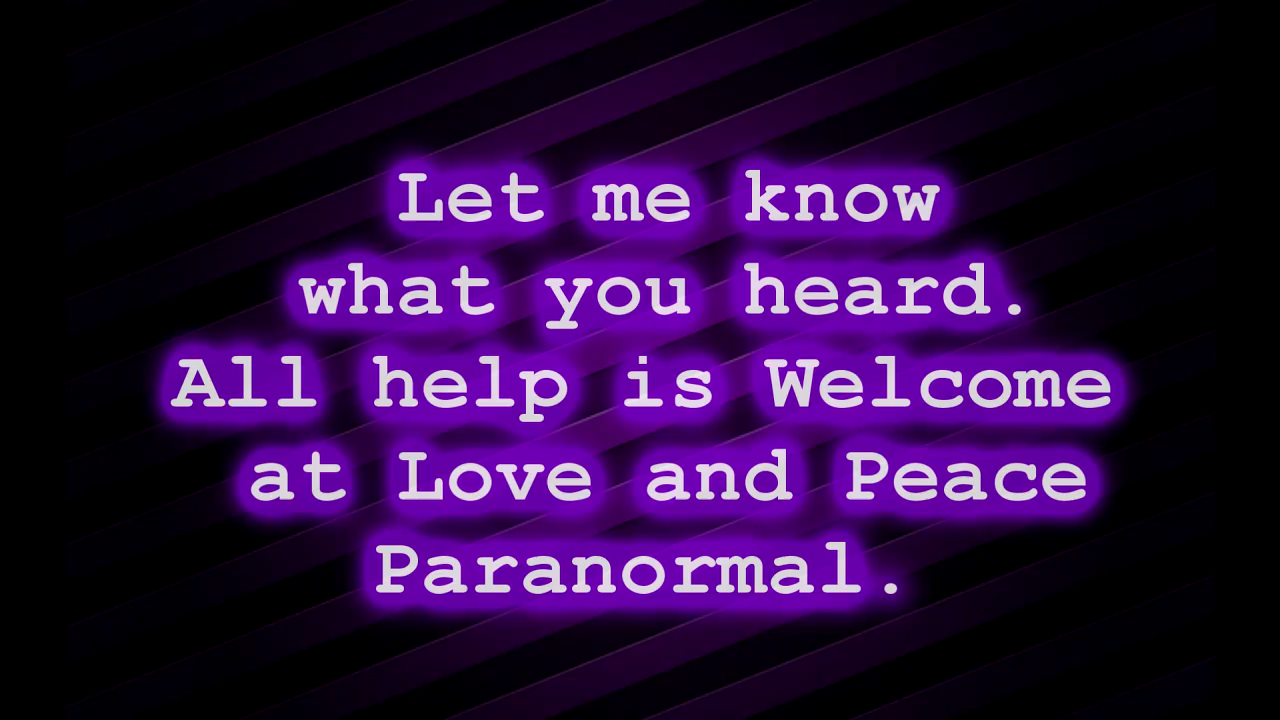 Let me know
what you heard.
All help is Welcome
at Love and Peace
Paranormal.